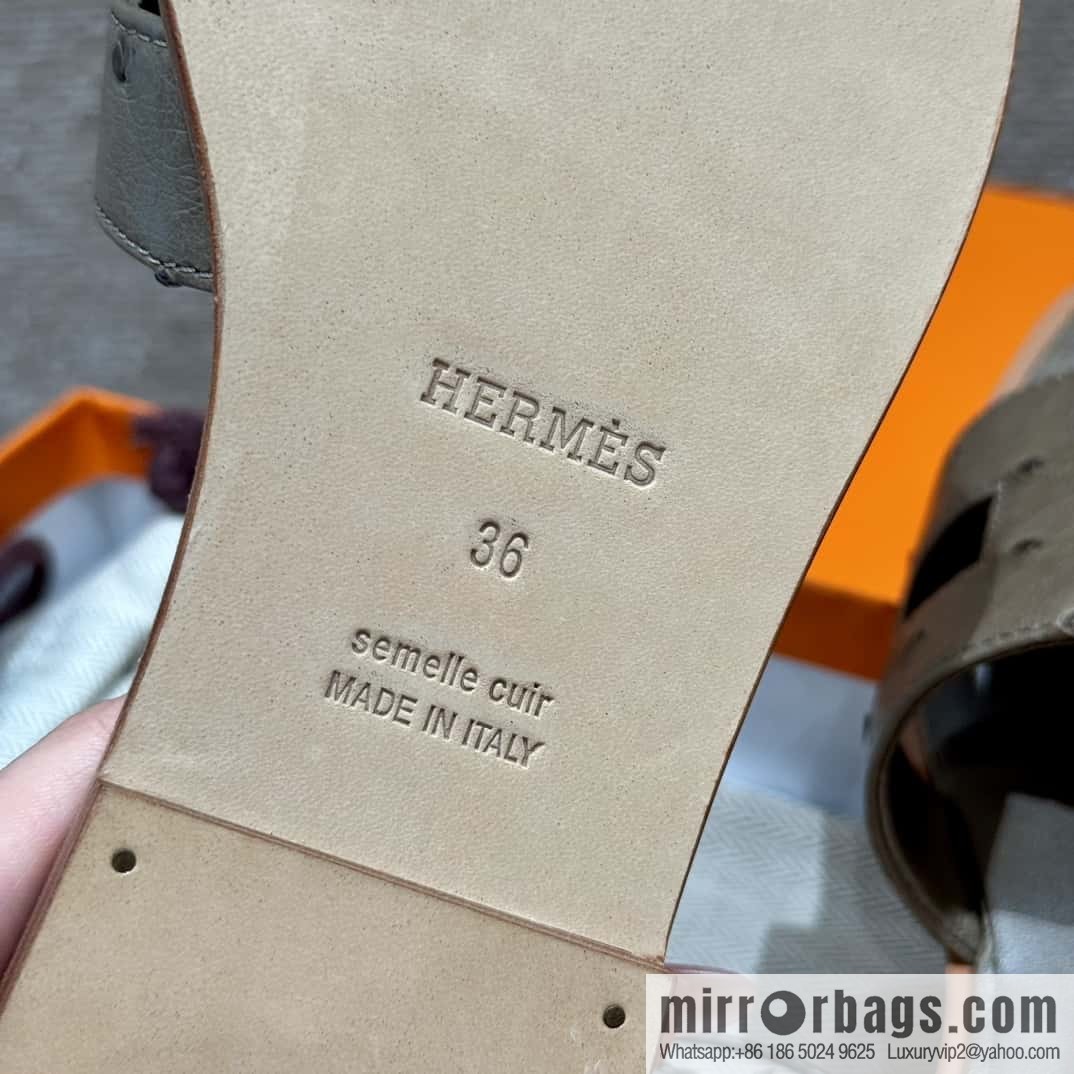 HERMÈS
36
semelle cuir
MADE IN ITALY
mirrorbags.com
Whatsapp:+86 186 5024 9625 Luxuryvip2@yahoo.com